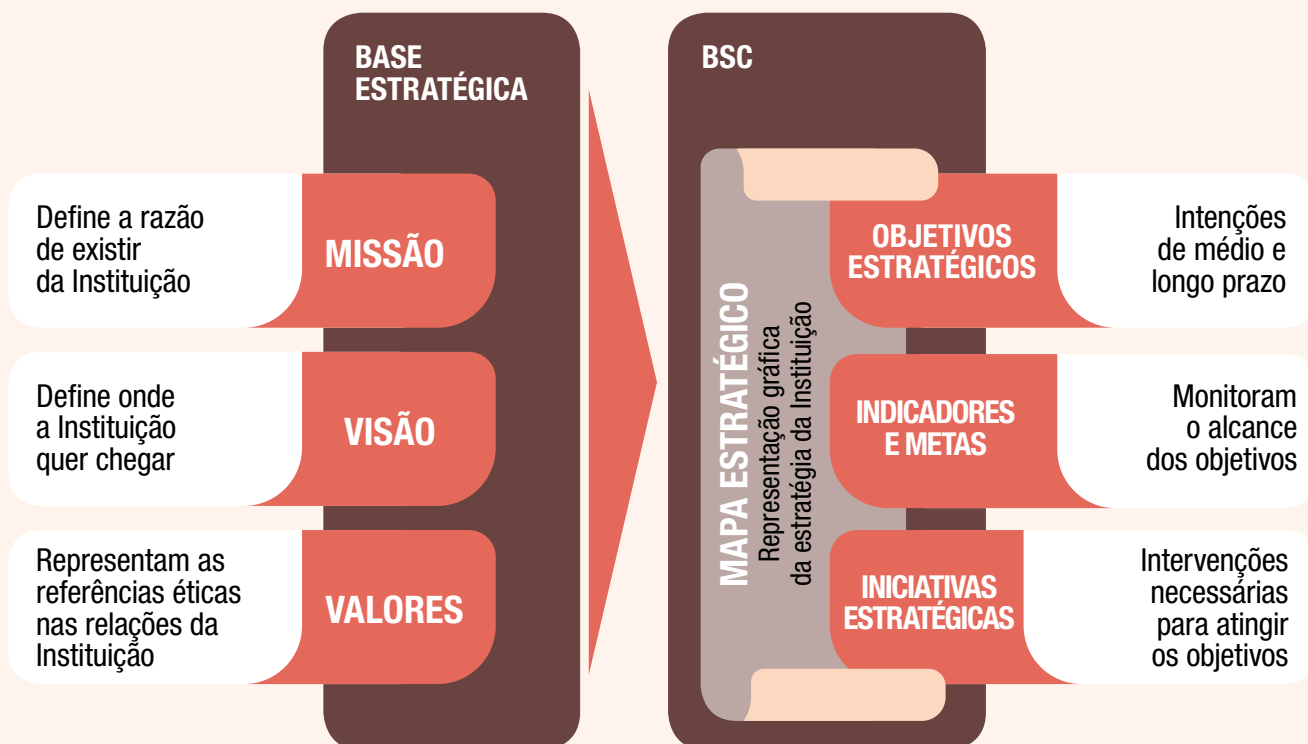 BASE
ESTRATÉGICA
Define a razão
de existir
da Instituição
MISSÃO
Define onde
a Instituição
quer chegar
VISÃO
Representam as
referências éticas
nas relações da
Instituição
VALORES
BSC
MAPA ESTRATÉGICO
Representação gráfica
da estratégia da Instituição
OBJETIVOS
ESTRATÉGICOS
Intenções
de médio e
longo prazo
INDICADORES
E METAS
Monitoram
o alcance
dos objetivos
INICIATIVAS
ESTRATÉGICAS
Intervenções
necessárias
para atingir
os objetivos